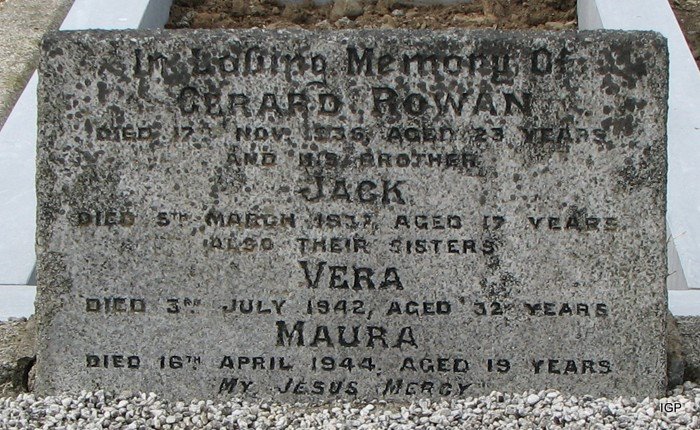 In Loving Memory Of
GERARD ROWAN
DIED 17TH NOV. 1936, AGED 23 YEARS
AND HIS BROTHER
JACK
DIED 5TH MARCH 1937, AGED 17 YEARS
ALSO THEIR SISTERS
VERA
DIED 3RD JULY 1942, AGED 32 YEARS
MAURA
DIED 16TH APRIL 1944, AGED 19 YEARS
MY JESUS MERCY
IGP